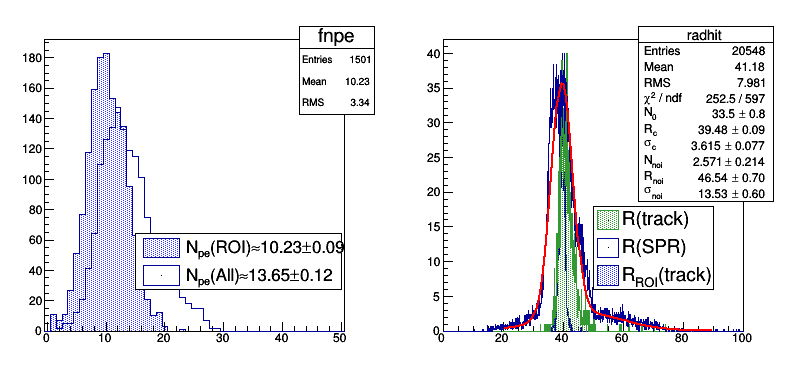 fnpe
Entries 1501
Mean 10.23
RMS 3.34
180
160
140
120
100
80
60
40
20
0
0 10 20 30 40 50
N_pe(ROI)≈10.23±0.09
N_pe(All)≈13.65±0.12
radhit
Entries 20548
Mean 41.18
RMS 7.981
χ² / ndf 252.5 / 597
N_0 33.5 ± 0.8
R_c 39.48 ± 0.09
σ_c 3.615 ± 0.077
N_noi 2.571 ± 0.214
R_noi 46.54 ± 0.70
σ_noi 13.53 ± 0.60
40
35
30
25
20
15
10
5
0
0 20 40 60 80 100
R(track)
R(SPR)
R_ROI(track)